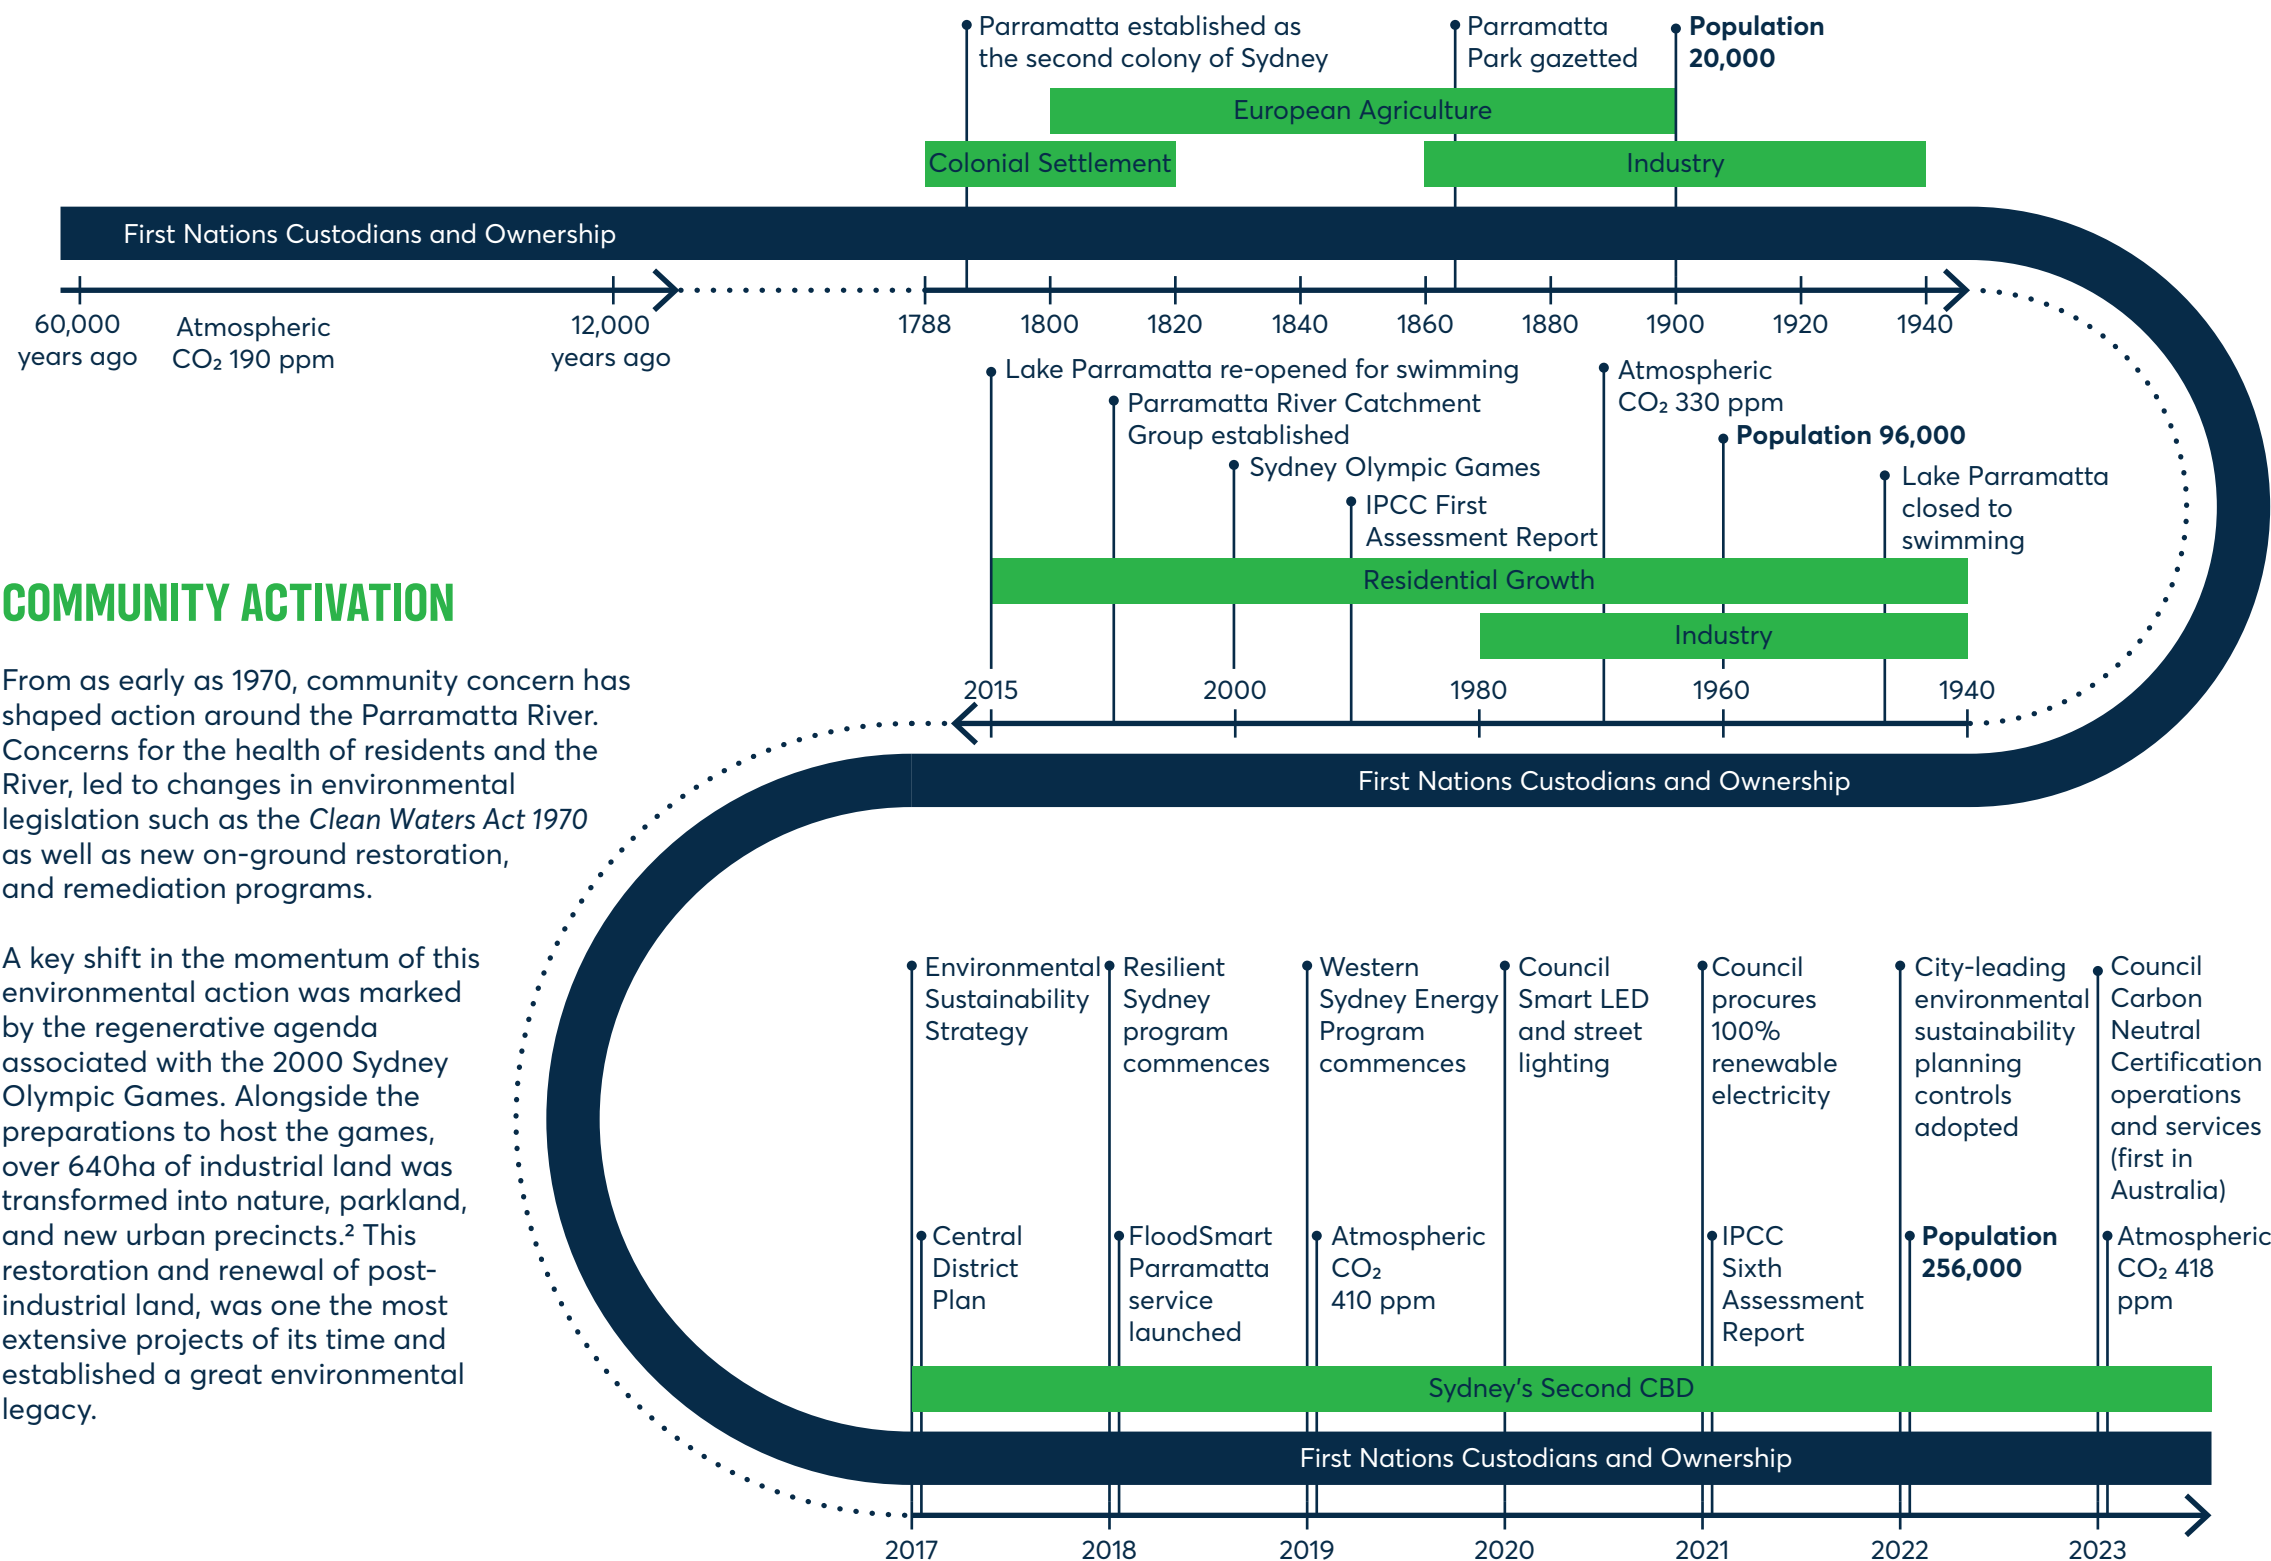 Parramatta established as
the second colony of Sydney
Parramatta
Park gazetted
Population
20,000
European Agriculture
Colonial Settlement
Industry
First Nations Custodians and Ownership
60,000
years ago
Atmospheric
CO₂ 190 ppm
12,000
years ago
1788
1800
1820
1840
1860
1880
1900
1920
1940
Lake Parramatta re-opened for swimming
Parramatta River Catchment
Group established
Sydney Olympic Games
IPCC First
Assessment Report
Atmospheric
CO₂ 330 ppm
Population 96,000
Lake Parramatta
closed to
swimming
Residential Growth
Industry
2015
2000
1980
1960
1940
First Nations Custodians and Ownership
COMMUNITY ACTIVATION
From as early as 1970, community concern has
shaped action around the Parramatta River.
Concerns for the health of residents and the
River, led to changes in environmental
legislation such as the Clean Waters Act 1970
as well as new on-ground restoration,
and remediation programs.
A key shift in the momentum of this
environmental action was marked
by the regenerative agenda
associated with the 2000 Sydney
Olympic Games. Alongside the
preparations to host the games,
over 640ha of industrial land was
transformed into nature, parkland,
and new urban precincts.² This
restoration and renewal of post-
industrial land, was one the most
extensive projects of its time and
established a great environmental
legacy.
Environmental
Sustainability
Strategy
Resilient
Sydney
program
commences
Western
Sydney Energy
Program
commences
Council
Smart LED
and street
lighting
Council
procures
100%
renewable
electricity
City-leading
environmental
sustainability
planning
controls
adopted
Council
Carbon
Neutral
Certification
operations
and services
(first in
Australia)
Central
District
Plan
FloodSmart
Parramatta
service
launched
Atmospheric
CO₂
410 ppm
IPCC
Sixth
Assessment
Report
Population
256,000
Atmospheric
CO₂ 418
ppm
Sydney's Second CBD
First Nations Custodians and Ownership
2017
2018
2019
2020
2021
2022
2023